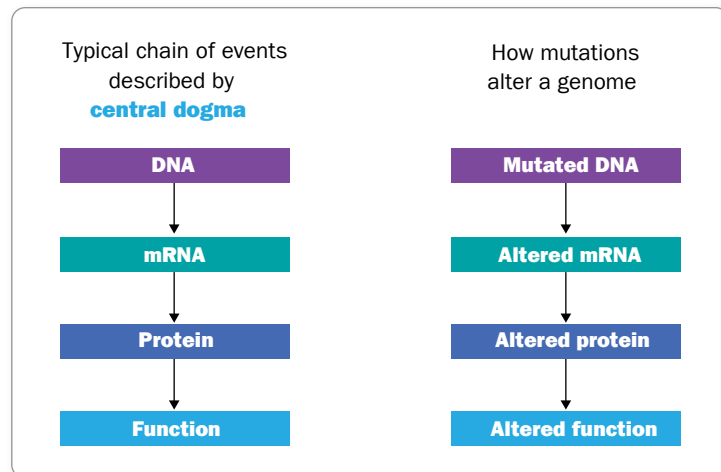 Typical chain of events
described by
central dogma
DNA
mRNA
Protein
Function
How mutations
alter a genome
Mutated DNA
Altered mRNA
Altered protein
Altered function